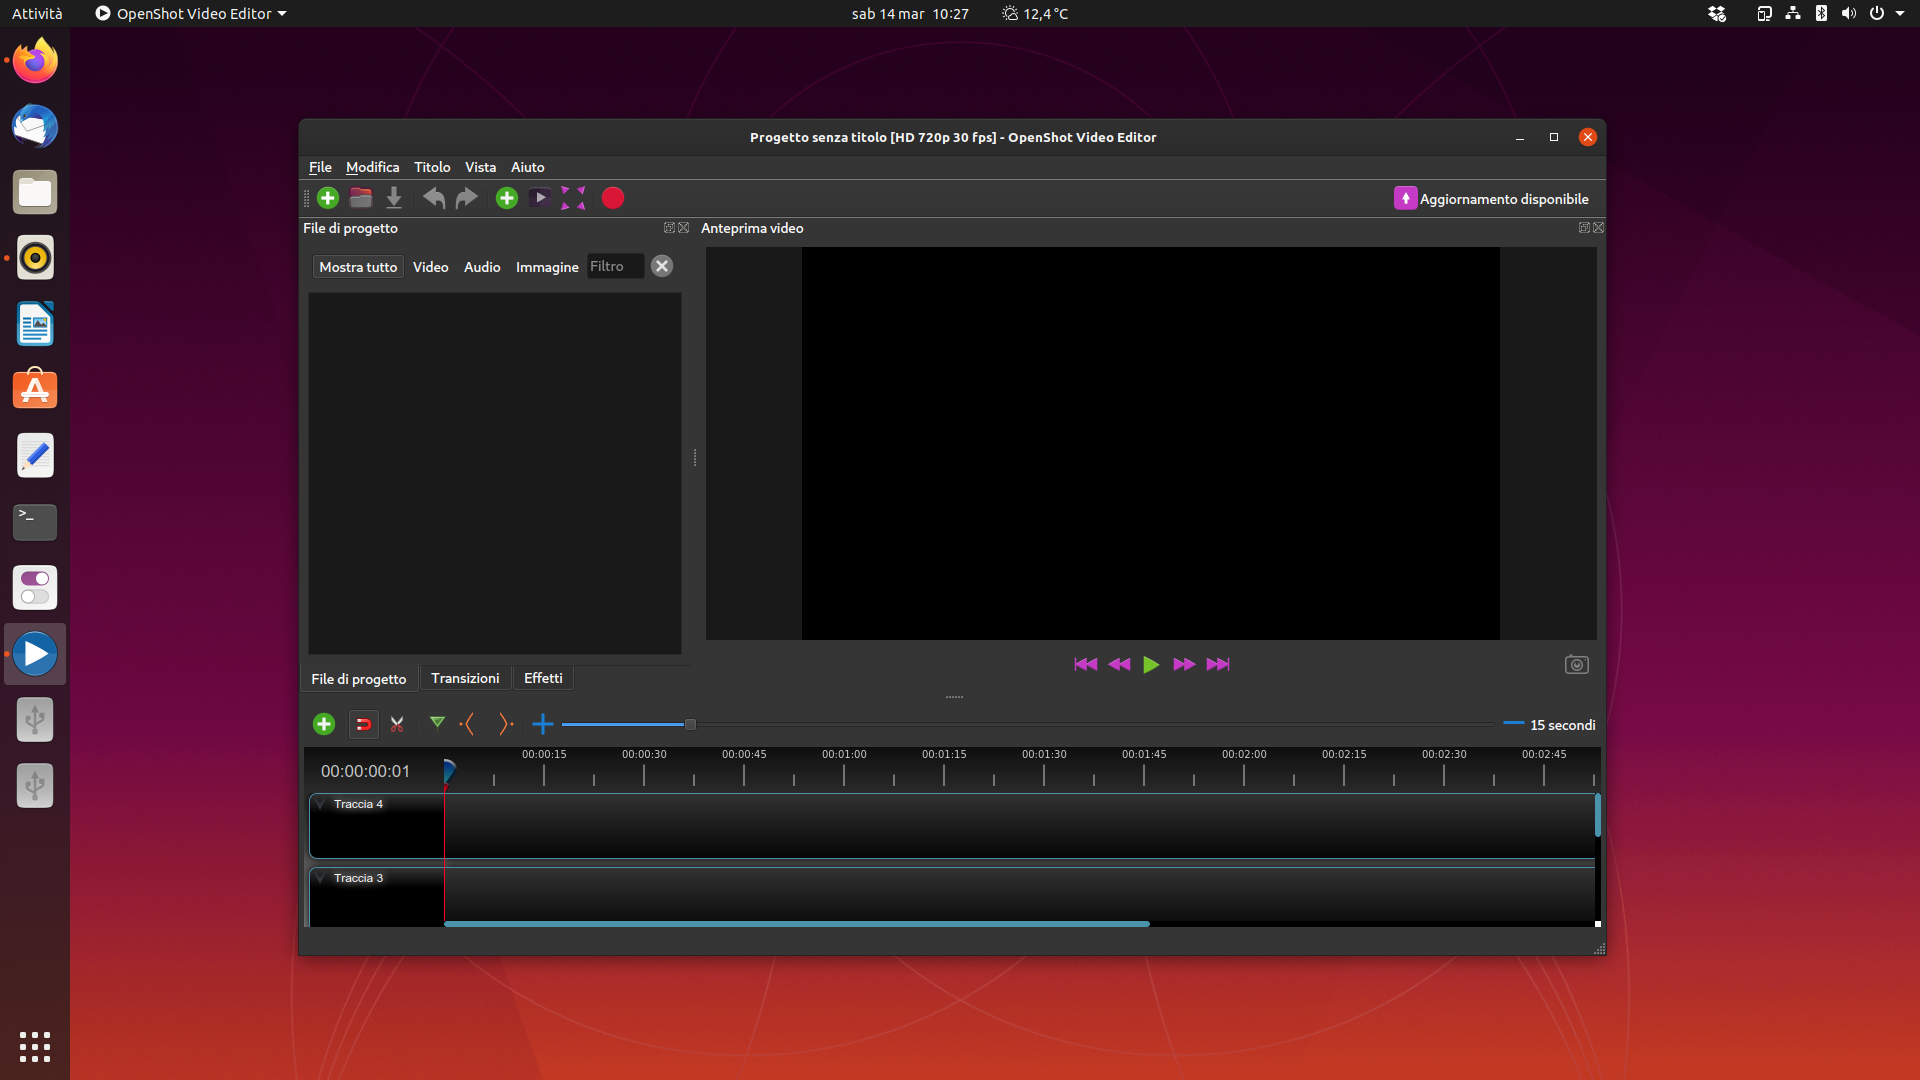 Attività
OpenShot Video Editor
sab 14 mar 10:27
12,4 °C
Progetto senza titolo [HD 720p 30 fps] - OpenShot Video Editor
File Modifica Titolo Vista Aiuto
Aggiornamento disponibile
File di progetto
Anteprima video
Mostra tutto Video Audio Immagine Filtro
File di progetto Transizioni Effetti
15 secondi
00:00:15 00:00:30 00:00:45 00:01:00 00:01:15 00:01:30 00:01:45 00:02:00 00:02:15 00:02:30 00:02:45
00:00:00:01
Traccia 4
Traccia 3